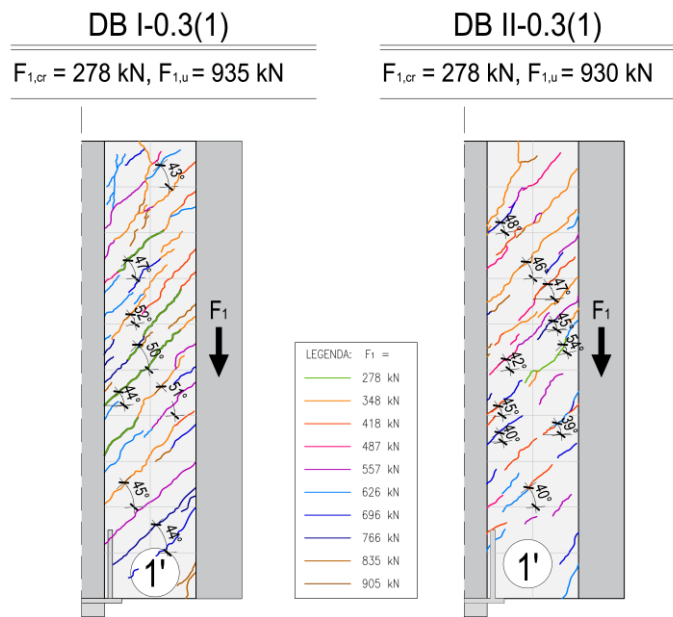 DB I-0.3(1)
F1,cr = 278 kN, F1,u = 935 kN
43°
47°
52°
50°
51°
44°
45°
44°
F1
1'
LEGENDA: F1 =
278 kN
348 kN
418 kN
487 kN
557 kN
626 kN
696 kN
766 kN
835 kN
905 kN
DB II-0.3(1)
F1,cr = 278 kN, F1,u = 930 kN
48°
46°
47°
45°
54°
42°
45°
40°
39°
40°
F1
1'